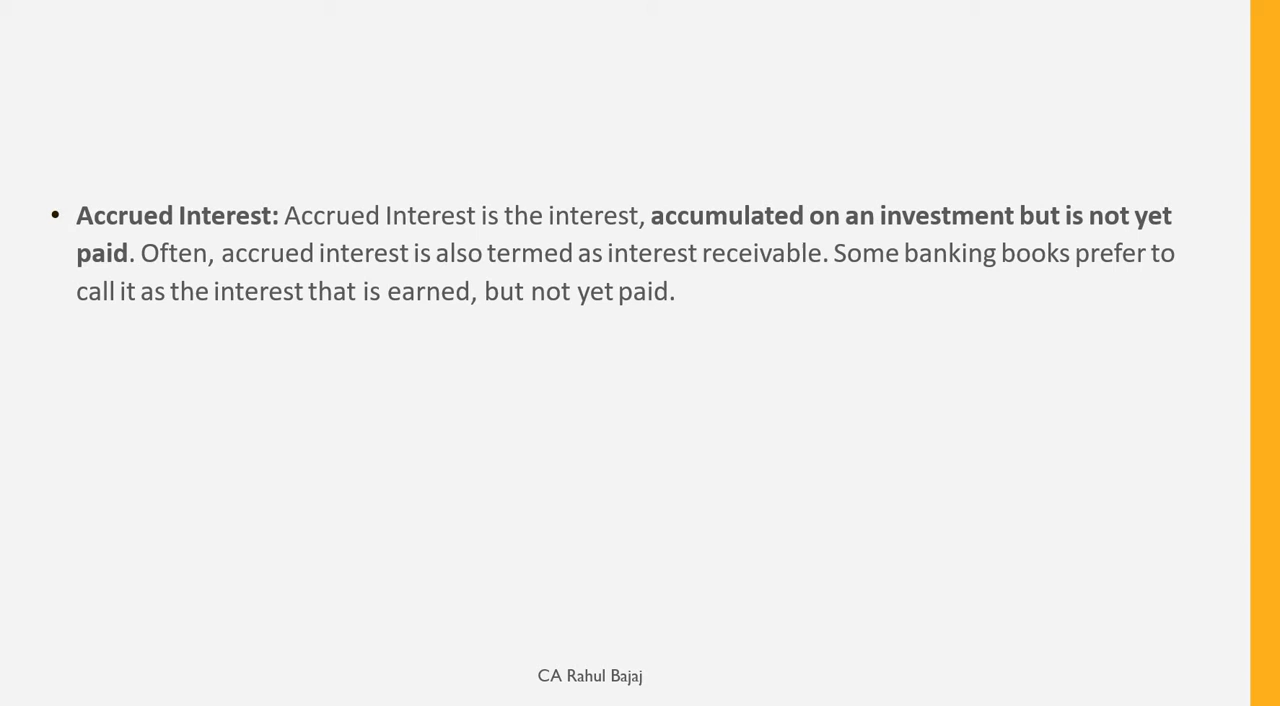 • Accrued Interest: Accrued Interest is the interest, accumulated on an investment but is not yet
paid. Often, accrued interest is also termed as interest receivable. Some banking books prefer to
call it as the interest that is earned, but not yet paid.
CA Rahul Bajaj